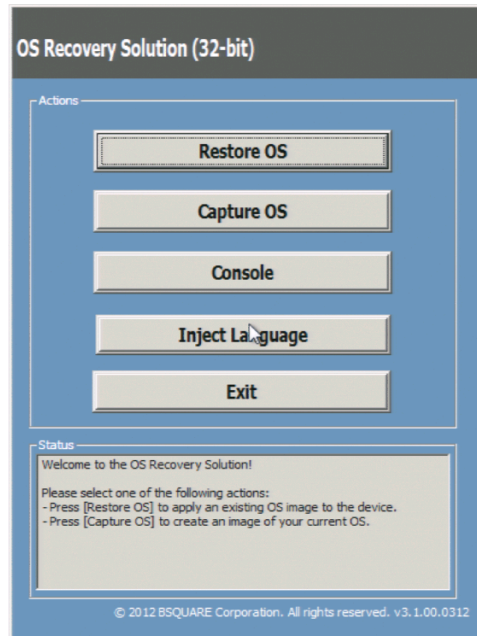 OS Recovery Solution (32-bit)
Actions
Restore OS
Capture OS
Console
Inject Language
Exit
Status
Welcome to the OS Recovery Solution!
Please select one of the following actions:
- Press [Restore OS] to apply an existing OS image to the device.
- Press [Capture OS] to create an image of your current OS.
© 2012 BSQUARE Corporation. All rights reserved. v3.1.00.0312